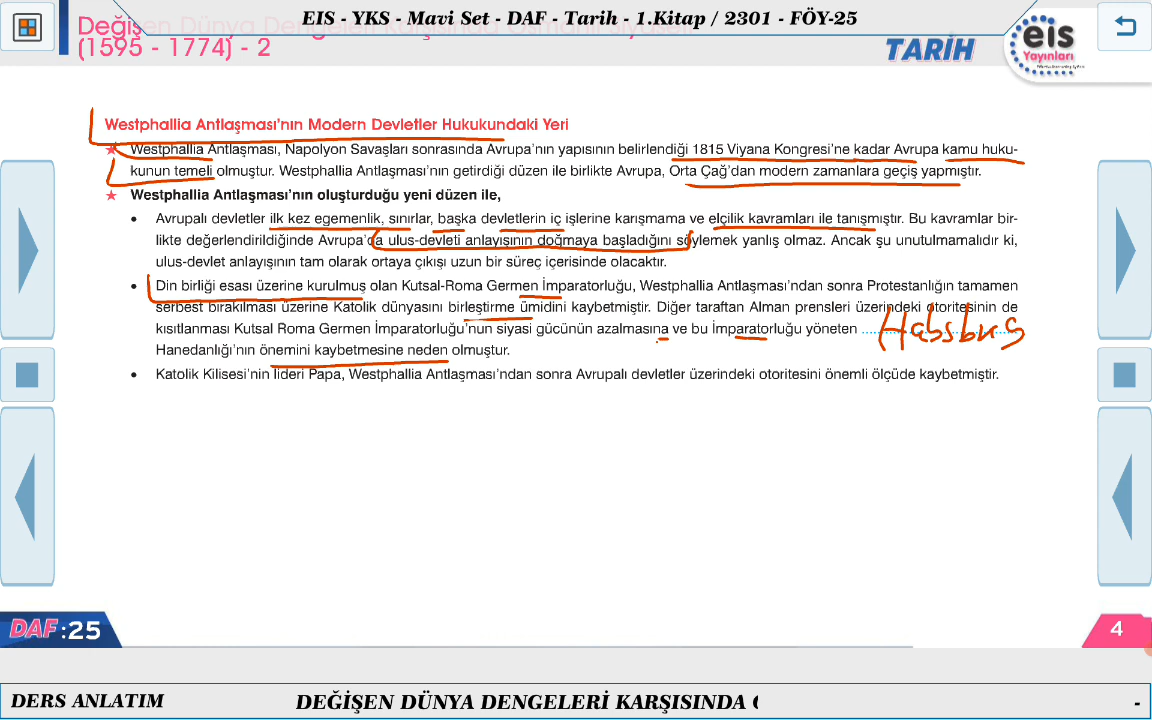 EIS - YKS - Mavi Set - DAF - Tarih - 1.Kitap / 2301 - FÖY-25
Değişen Dünya Dengeleri Karşısında Osmanlı Siyaseti
(1595 - 1774) - 2
TARİH
eis
Yayınları
Westphallia Antlaşması'nın Modern Devletler Hukukundaki Yeri
★ Westphallia Antlaşması, Napolyon Savaşları sonrasında Avrupa'nın yapısının belirlendiği 1815 Viyana Kongresi'ne kadar Avrupa kamu huku-
kunun temeli olmuştur. Westphallia Antlaşması'nın getirdiği düzen ile birlikte Avrupa, Orta Çağ'dan modern zamanlara geçiş yapmıştır.
★ Westphallia Antlaşması'nın oluşturduğu yeni düzen ile,
• Avrupalı devletler ilk kez egemenlik, sınırlar, başka devletlerin iç işlerine karışmama ve elçilik kavramları ile tanışmıştır. Bu kavramlar bir-
likte değerlendirildiğinde Avrupa'da ulus-devleti anlayışının doğmaya başladığını söylemek yanlış olmaz. Ancak şu unutulmamalıdır ki,
ulus-devlet anlayışının tam olarak ortaya çıkışı uzun bir süreç içerisinde olacaktır.
• Din birliği esası üzerine kurulmuş olan Kutsal-Roma Germen İmparatorluğu, Westphallia Antlaşması'ndan sonra Protestanlığın tamamen
serbest bırakılması üzerine Katolik dünyasını birleştirme ümidini kaybetmiştir. Diğer taraftan Alman prensleri üzerindeki otoritesinin de
kısıtlanması Kutsal Roma Germen İmparatorluğu'nun siyasi gücünün azalmasına ve bu İmparatorluğu yöneten Habsburg
Hanedanlığı'nın önemini kaybetmesine neden olmuştur.
• Katolik Kilisesi'nin lideri Papa, Westphallia Antlaşması'ndan sonra Avrupalı devletler üzerindeki otoritesini önemli ölçüde kaybetmiştir.
DAF :25
4
DERS ANLATIM
DEĞİŞEN DÜNYA DENGELERİ KARŞISINDA
-